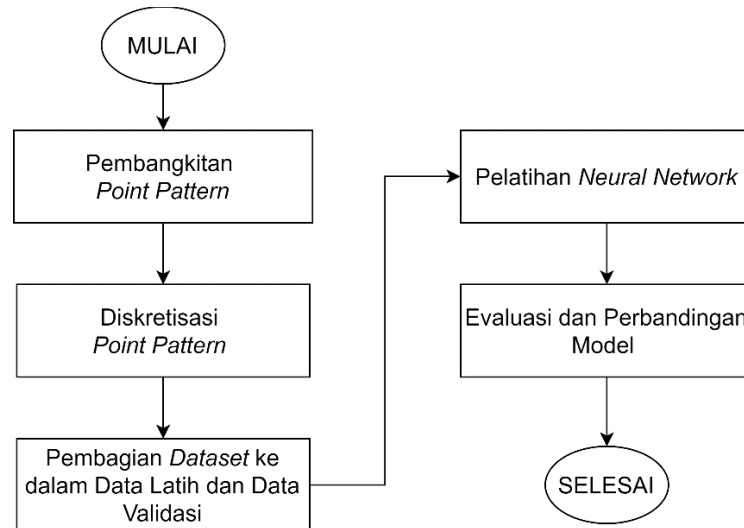 MULAI
Pembangkitan
Point Pattern
Diskretisasi
Point Pattern
Pembagian Dataset ke
dalam Data Latih dan Data
Validasi
Pelatihan Neural Network
Evaluasi dan Perbandingan
Model
SELESAI